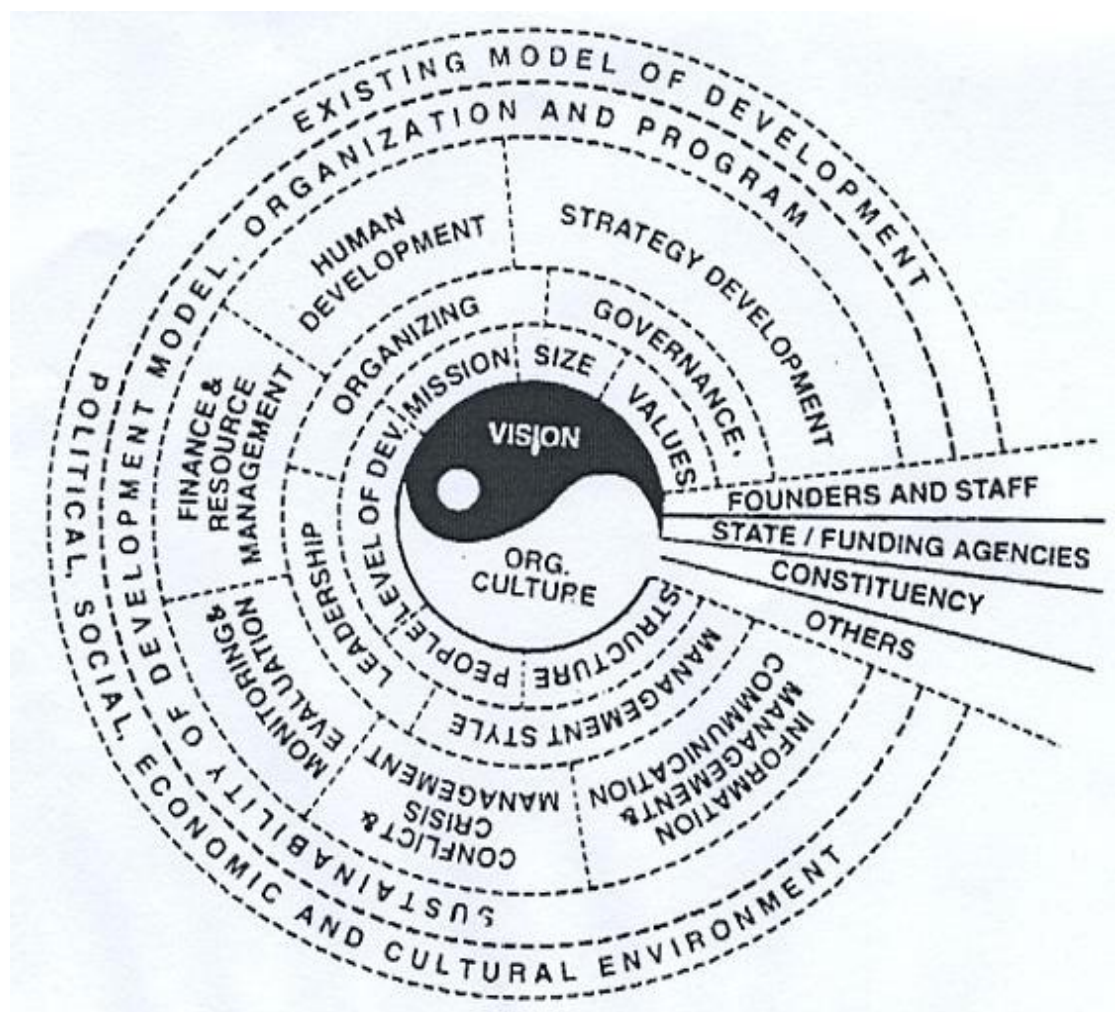 EXISTING MODEL OF DEVELOPMENT
POLITICAL, SOCIAL ECONOMIC AND CULTURAL ENVIRONMENT
SUSTAINABILITY OF DEVELOPMENT MODEL, ORGANIZATION AND PROGRAM
HUMAN
DEVELOPMENT
STRATEGY DEVELOPMENT
FINANCE &
RESOURCE
MANAGEMENT
MONITORING&
EVALUATION
CONFLICT &
CRISIS
MANAGEMENT
INFORMATION
MANAGEMENT&
COMMUNICATION
ORGANIZING
GOVERNANCE.
LEADERSHIP
MANAGEMENT STYLE
MISSION
SIZE
VALUES
LEVEL OF DEV.
PEOPLE
STRUCTURE
VISION
ORG.
CULTURE
FOUNDERS AND STAFF
STATE / FUNDING AGENCIES
CONSTITUENCY
OTHERS